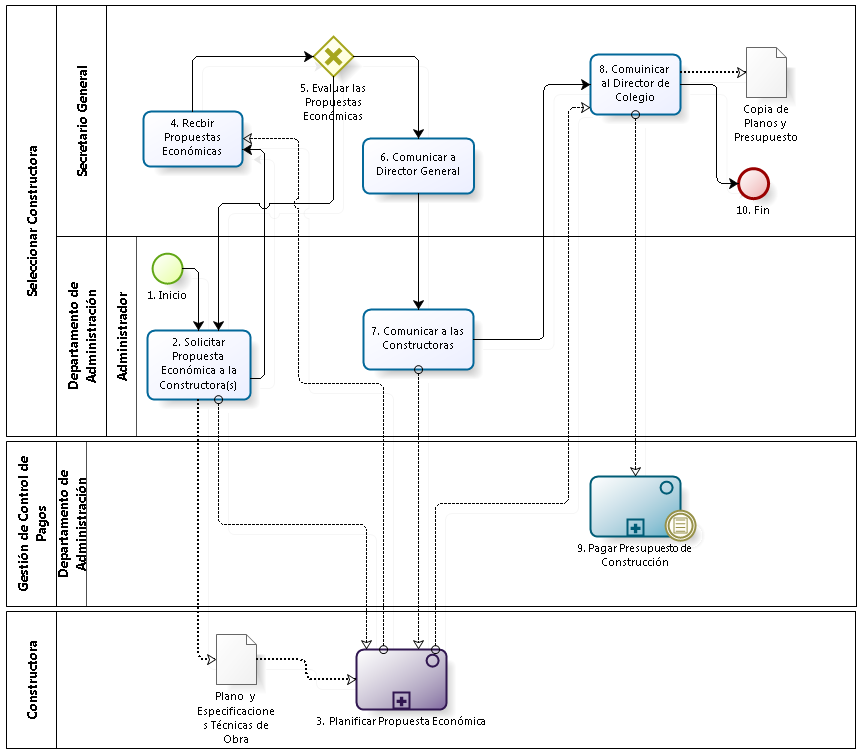 Seleccionar Constructora
Secretario General
4. Recbir
Propuestas
Económicas
5. Evaluar las
Propuestas
Económicas
6. Comunicar a
Director General
8. Comuinicar
al Director de
Colegio
Copia de
Planos y
Presupuesto
10. Fin
Departamento de
Administración
Administrador
1. Inicio
2. Solicitar
Propuesta
Económica a la
Constructora(s)
7. Comunicar a las
Constructoras
Gestión de Control de
Pagos
Departamento de
Administración
9. Pagar Presupuesto de
Construcción
Constructora
Plano y
Especificacione
s Técnicas de
Obra
3. Planificar Propuesta Económica